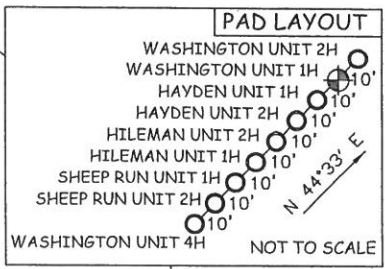 PAD LAYOUT
WASHINGTON UNIT 2H
WASHINGTON UNIT 1H
10'
HAYDEN UNIT 1H
10'
HAYDEN UNIT 2H
10'
HILEMAN UNIT 2H
10'
HILEMAN UNIT 1H
10'
SHEEP RUN UNIT 1H
10'
SHEEP RUN UNIT 2H
10'
WASHINGTON UNIT 4H
10'
N 44°33' E
NOT TO SCALE